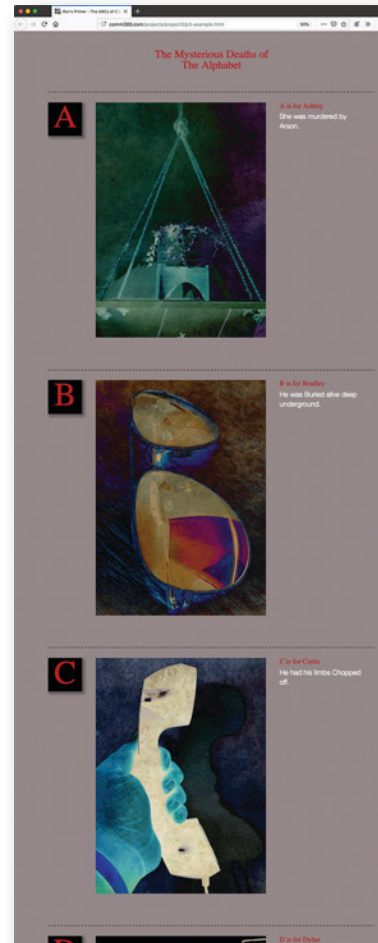 The Mysterious Deaths of
The Alphabet
A
A is for Ashley
She was murdered by
Arson.
B
B is for Bradley
He was Buried alive deep
underground.
C
C is for Curtis
He had his limbs Chopped
off.
D is for Dylan